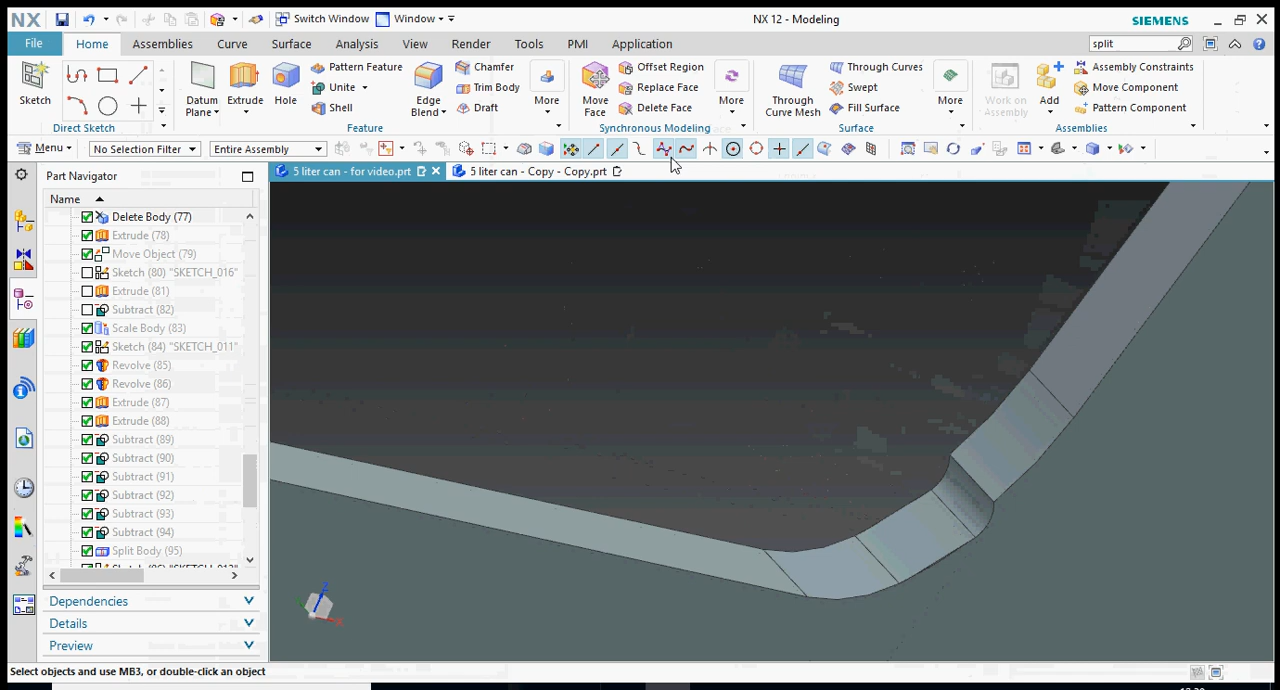 NX
Switch Window
Window
NX 12 - Modeling
SIEMENS
File
Home
Assemblies
Curve
Surface
Analysis
View
Render
Tools
PMI
Application
split
Sketch
Direct Sketch
Datum Plane
Extrude
Hole
Pattern Feature
Unite
Shell
Edge Blend
Chamfer
Trim Body
Draft
More
Feature
Move Face
Offset Region
Replace Face
Delete Face
More
Synchronous Modeling
Through Curve Mesh
Through Curves
Swept
Fill Surface
More
Surface
Work on Assembly
Add
Assembly Constraints
Move Component
Pattern Component
Assemblies
Menu
No Selection Filter
Entire Assembly
Part Navigator
5 liter can - for video.prt
5 liter can - Copy - Copy.prt
Name
Delete Body (77)
Extrude (78)
Move Object (79)
Sketch (80) "SKETCH_016"
Extrude (81)
Subtract (82)
Scale Body (83)
Sketch (84) "SKETCH_011"
Revolve (85)
Revolve (86)
Extrude (87)
Extrude (88)
Subtract (89)
Subtract (90)
Subtract (91)
Subtract (92)
Subtract (93)
Subtract (94)
Split Body (95)
Dependencies
Details
Preview
Z
X
Select objects and use MB3, or double-click an object